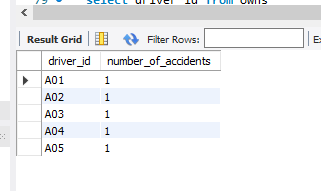 79 select driver_id from owns
Result Grid Filter Rows:
driver_id number_of_accidents
A01 1
A02 1
A03 1
A04 1
A05 1